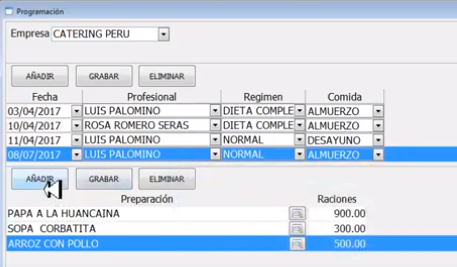 Programación
Empresa CATERING PERU
AÑADIR GRABAR ELIMINAR
Fecha Profesional Regimen Comida
03/04/2017 LUIS PALOMINO DIETA COMPLE ALMUERZO
10/04/2017 ROSA ROMERO SERAS DIETA COMPLE ALMUERZO
11/04/2017 LUIS PALOMINO NORMAL DESAYUNO
08/07/2017 LUIS PALOMINO NORMAL ALMUERZO
AÑADIR GRABAR ELIMINAR
Preparación Raciones
PAPA A LA HUANCAINA 900.00
SOPA CORBATITA 300.00
ARROZ CON POLLO 500.00